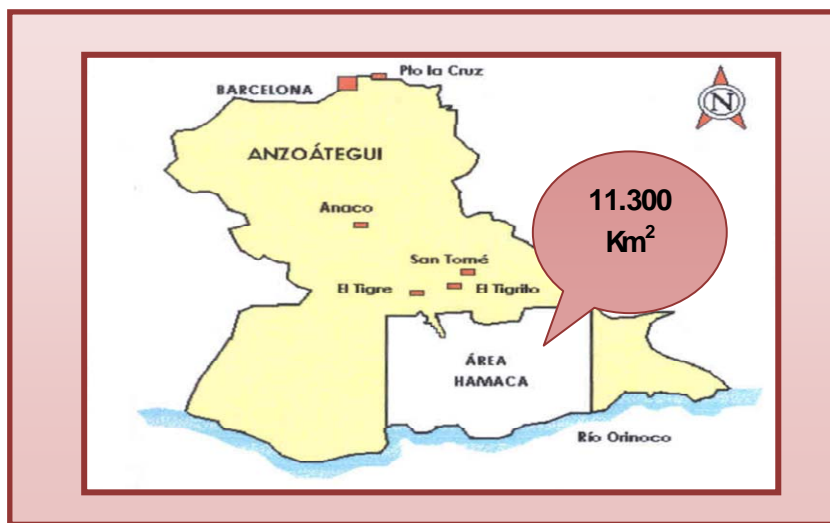 Pto la Cruz
BARCELONA
N
ANZOÁTEGUI
11.300
Km²
Anaco
San Tomé
El Tigre
El Tigrito
ÁREA
HAMACA
Río Orinoco